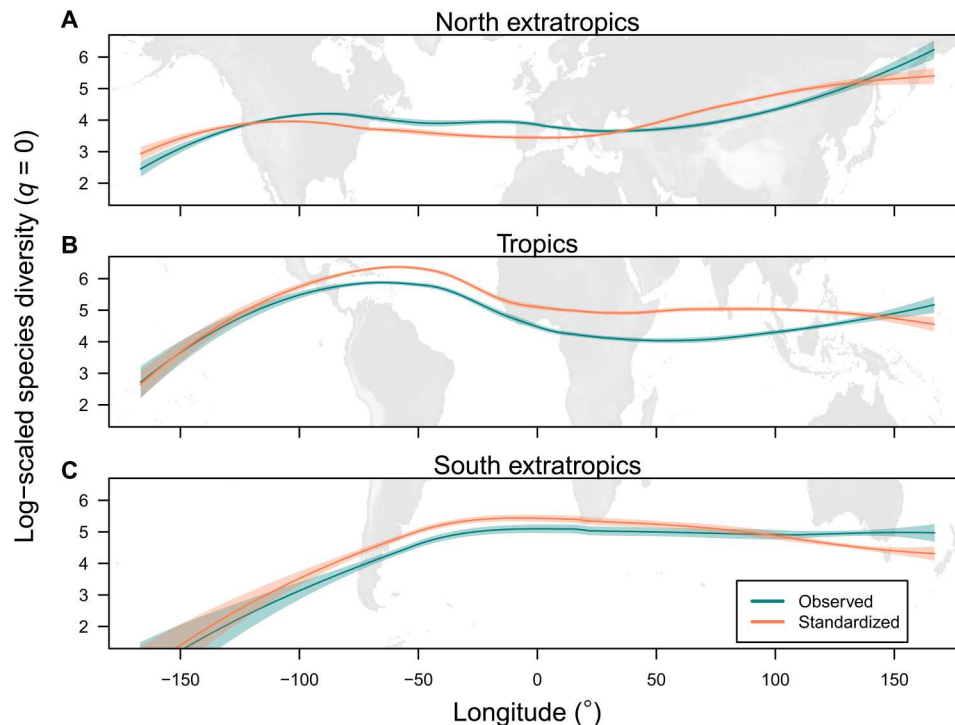 A
North extratropics
6
5
4
3
2
B
Tropics
6
5
4
3
2
C
South extratropics
6
5
4
3
2
Log−scaled species diversity (q = 0)
Observed
Standardized
−150
−100
−50
0
50
100
150
Longitude (°)